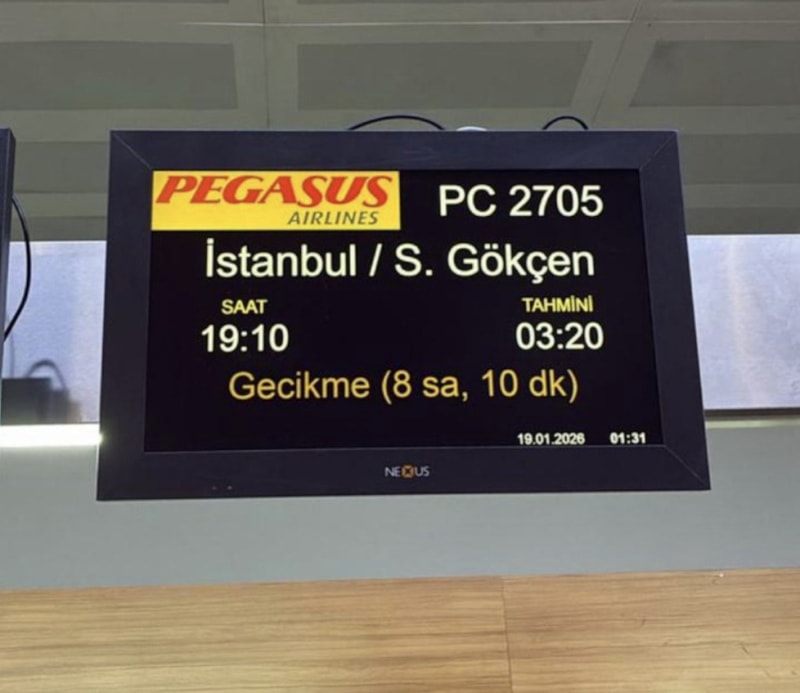 PEGASUS
AIRLINES
PC 2705
İstanbul / S. Gökçen
SAAT
19:10
TAHMİNİ
03:20
Gecikme (8 sa, 10 dk)
19.01.2026 01:31
NEXUS